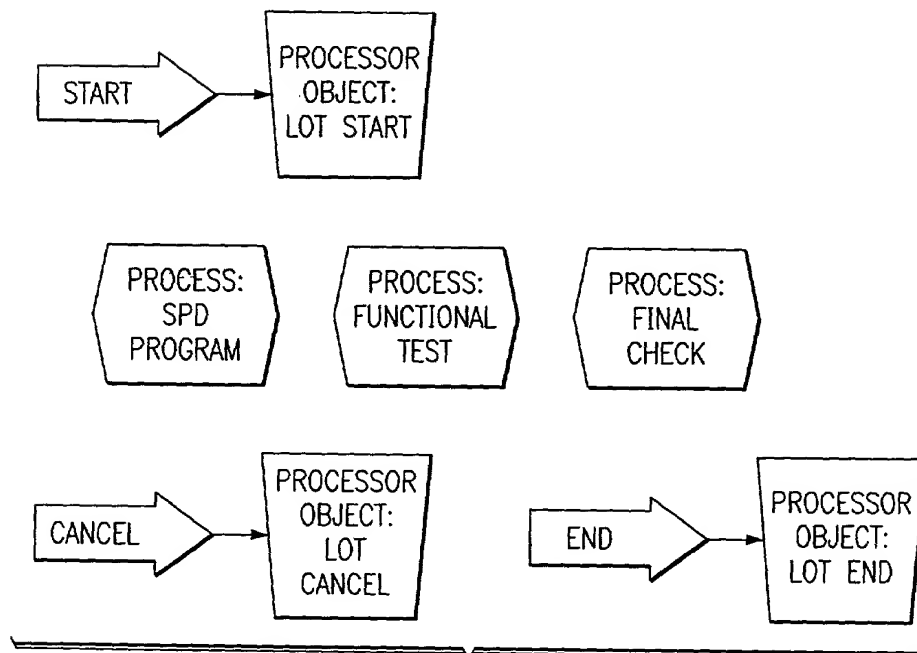 START
PROCESSOR
OBJECT:
LOT START
PROCESS:
SPD
PROGRAM
PROCESS:
FUNCTIONAL
TEST
PROCESS:
FINAL
CHECK
CANCEL
PROCESSOR
OBJECT:
LOT
CANCEL
END
PROCESSOR
OBJECT:
LOT END